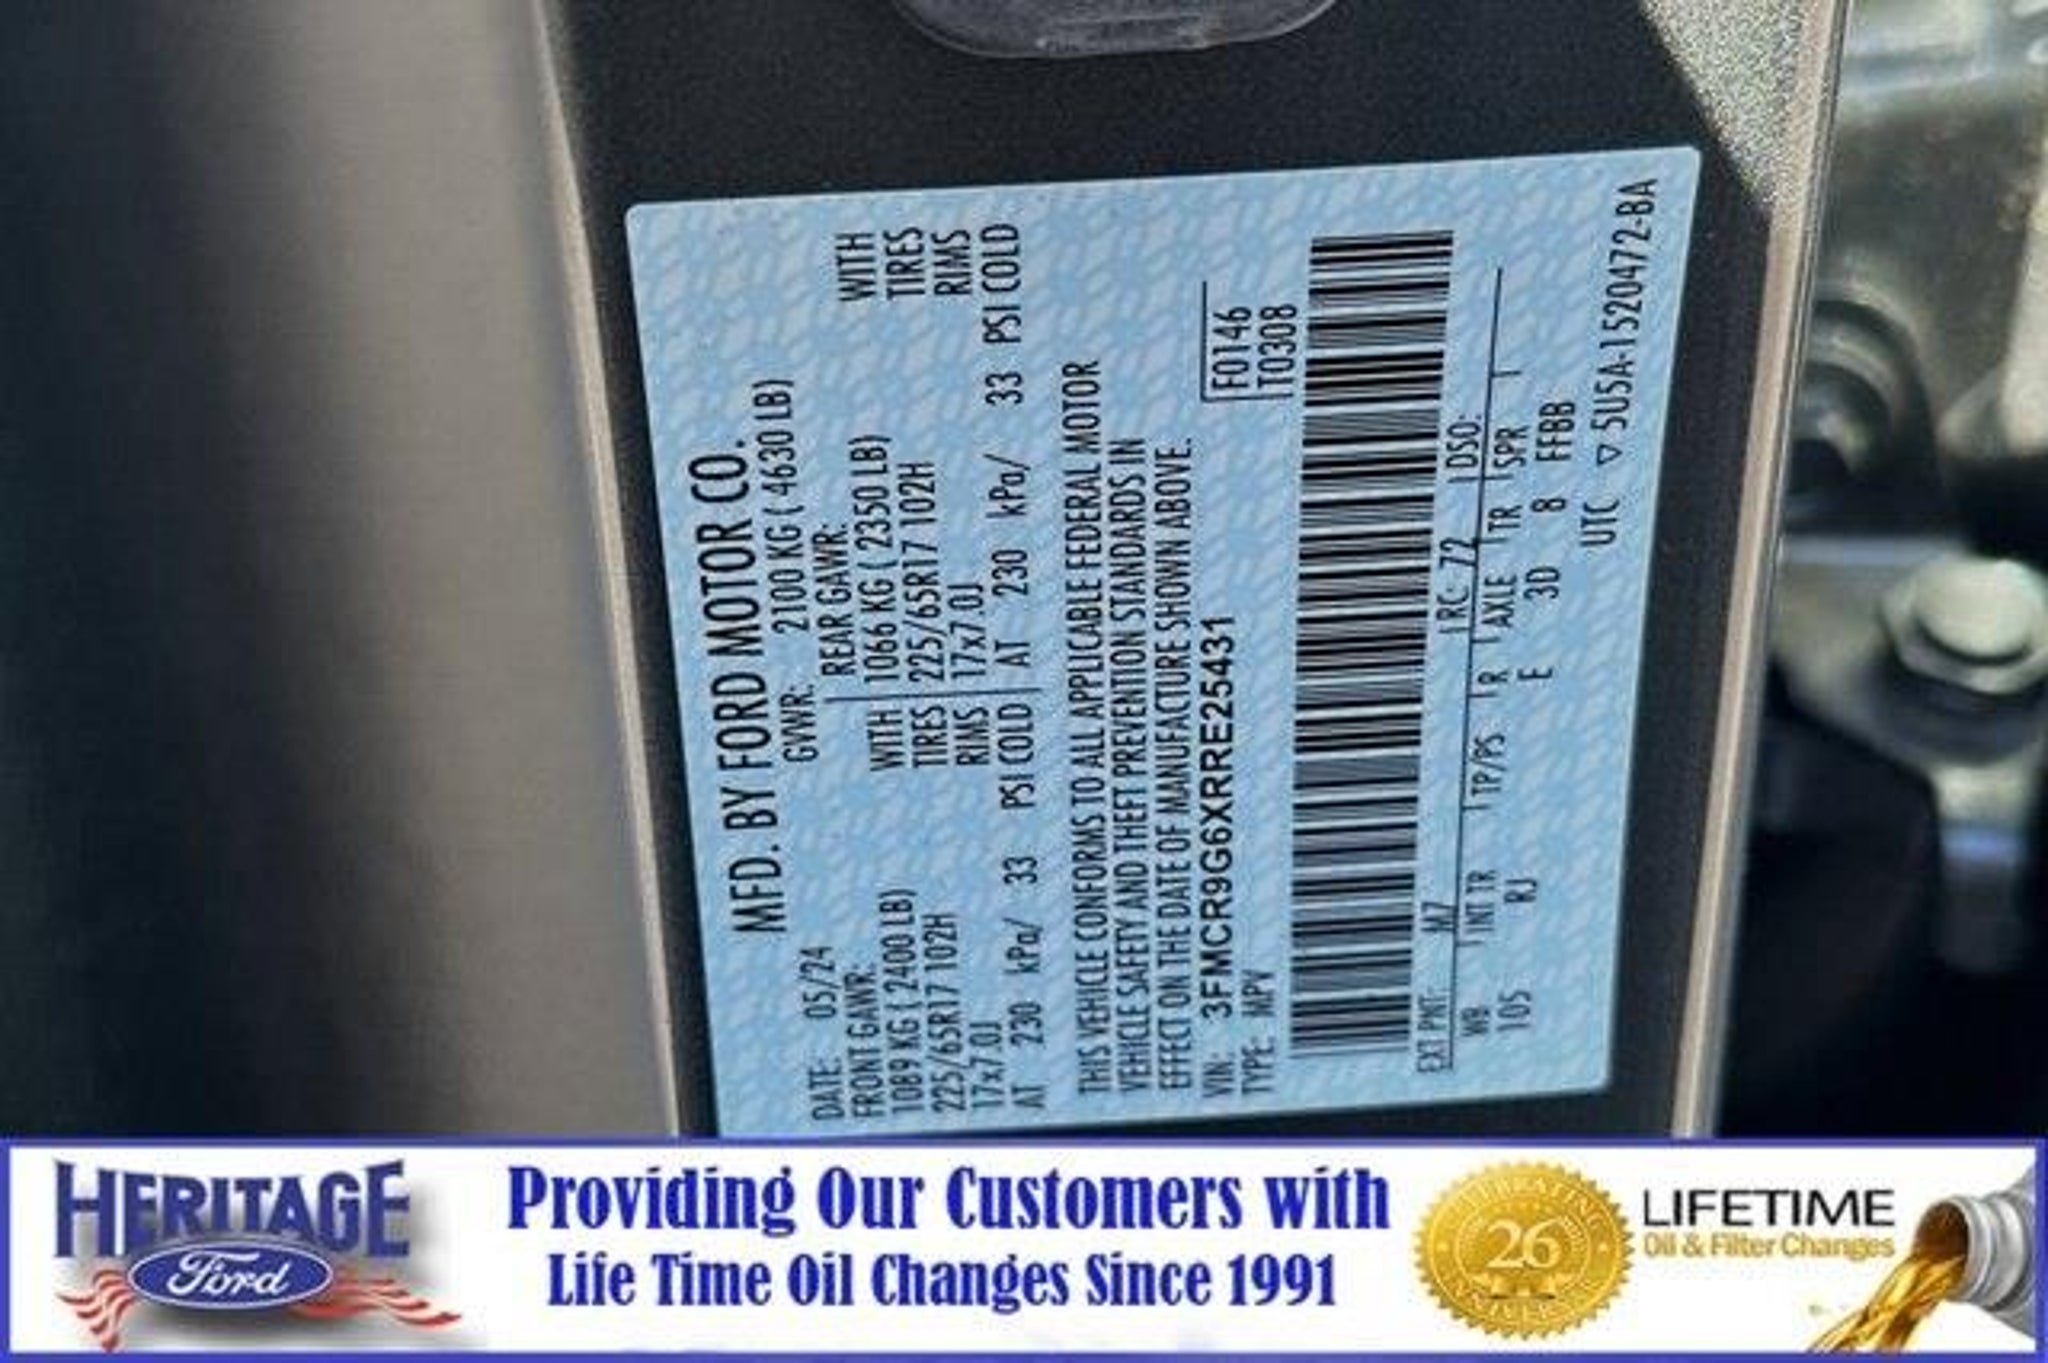 MFD. BY FORD MOTOR CO.
DATE: 05/24 GVWR: 2100 KG ( 4630 LB)
FRONT GAWR: REAR GAWR:
1089 KG ( 2400 LB) WITH 1066 KG ( 2350 LB) WITH
225/65R17 102H TIRES 225/65R17 102H TIRES
17x7.0J RIMS 17x7.0J RIMS
AT 230 kPa/ 33 PSI COLD AT 230 kPa/ 33 PSI COLD
THIS VEHICLE CONFORMS TO ALL APPLICABLE FEDERAL MOTOR
VEHICLE SAFETY AND THEFT PREVENTION STANDARDS IN
EFFECT ON THE DATE OF MANUFACTURE SHOWN ABOVE.
VIN: 3FMCR9G6XRRE25431 F0146
TYPE: MPV T0308
EXT PNT: M7 RC: 72 DSO:
WB INT TR TP/PS R AXLE TR SPR
105 RJ E 3D 8 FFBB
UTC ▽ 5U5A-1520472-BA
HERITAGE
Ford
Providing Our Customers with
Life Time Oil Changes Since 1991
CELEBRATING
26
ANNIVERSARY
LIFETIME
Oil & Filter Changes